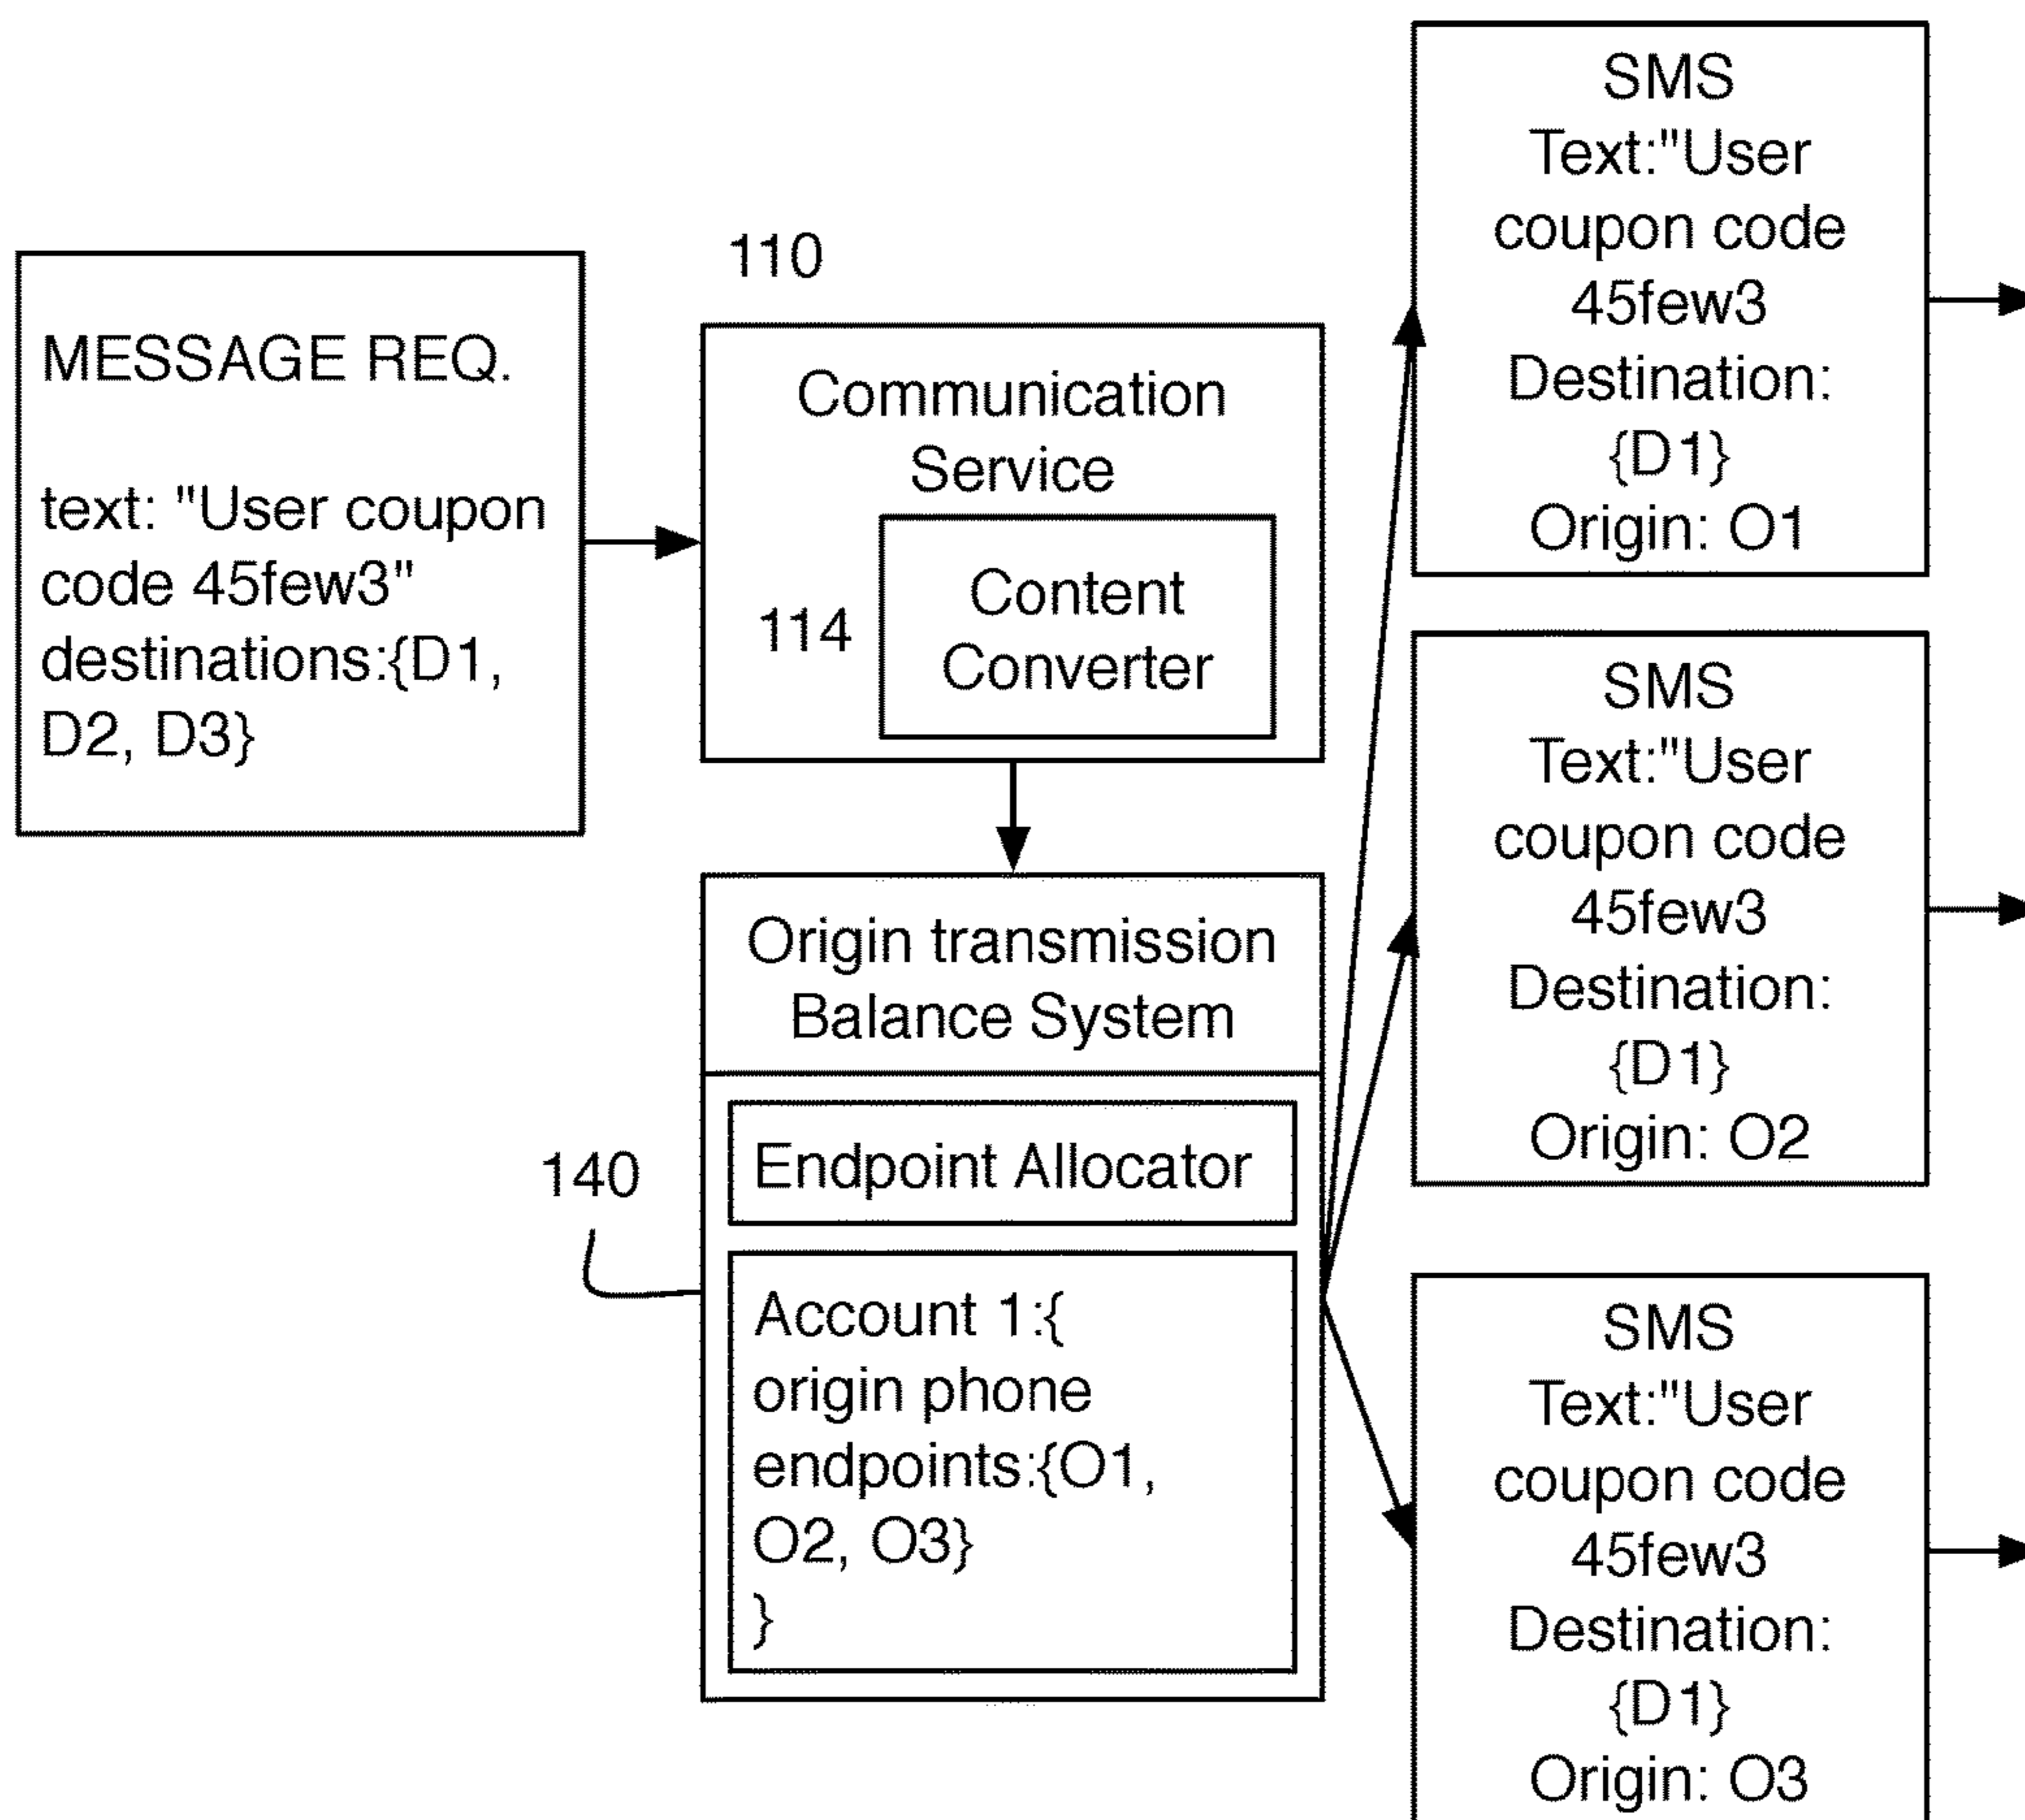 MESSAGE REQ.
text: "User coupon
code 45few3"
destinations:{D1,
D2, D3}
110
Communication
Service
114
Content
Converter
Origin transmission
Balance System
140
Endpoint Allocator
Account 1:{
origin phone
endpoints:{O1,
O2, O3}
}
SMS
Text:"User
coupon code
45few3
Destination:
{D1}
Origin: O1
SMS
Text:"User
coupon code
45few3
Destination:
{D1}
Origin: O2
SMS
Text:"User
coupon code
45few3
Destination:
{D1}
Origin: O3